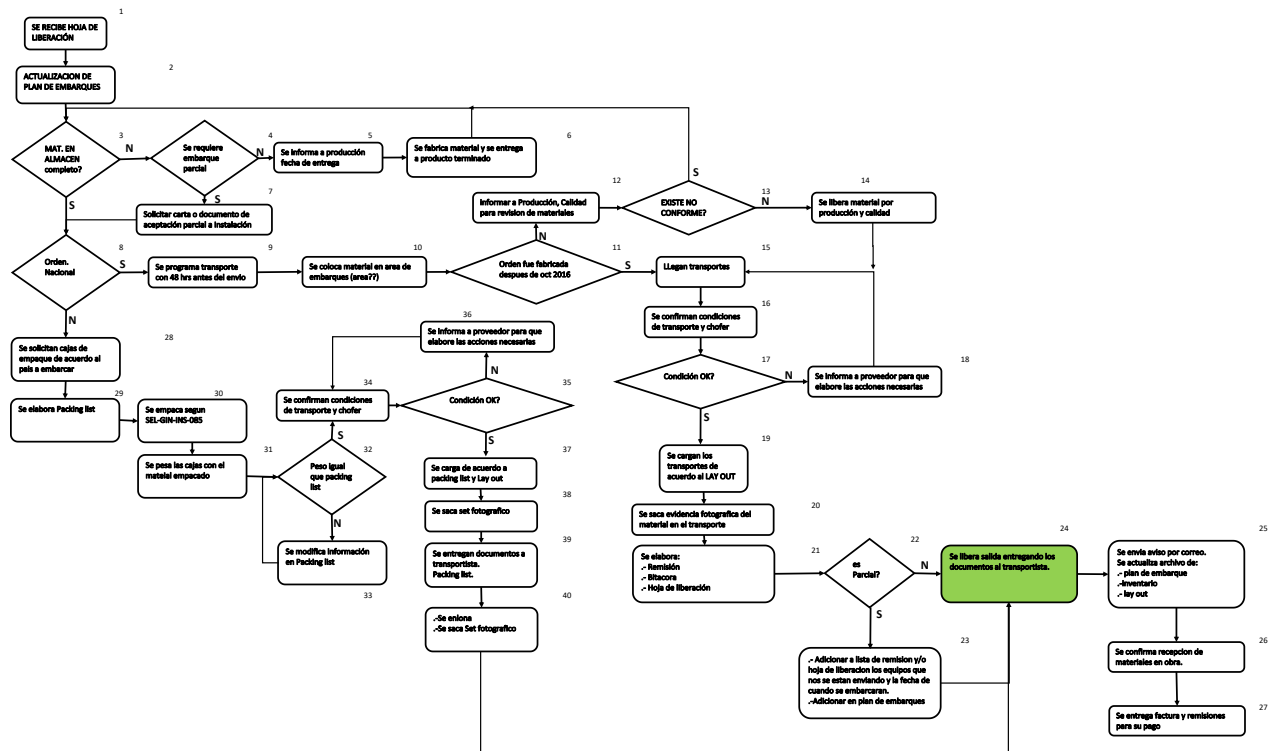 1
SE RECIBE HOJA DE
LIBERACIÓN
2
ACTUALIZACION DE
PLAN DE EMBARQUES
3
MAT. EN
ALMACEN
completo?
N
S
4
Se requiere
embarque
parcial
N
S
5
Se informa a producción
fecha de entrega
6
Se fabrica material y se entrega
a producto terminado
7
Solicitar carta o documento de
aceptación parcial a Instalación
8
Orden.
Nacional
S
N
9
Se programa transporte
con 48 hrs antes del envio
10
Se coloca material en area de
embarques (area??)
11
Orden fue fabricada
despues de oct 2016
N
S
12
Informar a Producción, Calidad
para revision de materiales
13
EXISTE NO
CONFORME?
S
N
14
Se libera material por
producción y calidad
15
LLegan transportes
16
Se confirman condiciones
de transporte y chofer
17
Condición OK?
N
S
18
Se informa a proveedor para que
elabore las acciones necesarias
19
Se cargan los
transportes de
acuerdo al LAY OUT
20
Se saca evidencia fotografica del
material en el transporte
21
Se elabora:
.- Remisión
.- Bitacora
.- Hoja de liberación
22
es
Parcial?
N
S
23
.- Adicionar a lista de remision y/o
hoja de liberacion los equipos que
nos se estan enviando y la fecha de
cuando se embarcaran.
.-Adicionar en plan de embarques
24
Se libera salida entregando los
documentos al transportista.
25
Se envia aviso por correo.
Se actualiza archivo de:
.- plan de embarque
.-Inventario
.- lay out
26
Se confirma recepcion de
materiales en obra.
27
Se entrega factura y remisiones
para su pago
28
Se solicitan cajas de
empaque de acuerdo al
pais a embarcar
29
Se elabora Packing list
30
Se empaca segun
SEL-GIN-INS-085
31
Se pesa las cajas con el
mateial empacado
32
Peso igual
que packing
list
S
N
33
Se modifica información
en Packing list
34
Se confirman condiciones
de transporte y chofer
35
Condición OK?
N
S
36
Se informa a proveedor para que
elabore las acciones necesarias
37
Se carga de acuerdo a
packing list y Lay out
38
Se saca set fotografico
39
Se entregan documentos a
transportista.
Packing list.
40
.-Se enlona
.-Se saca Set fotografico